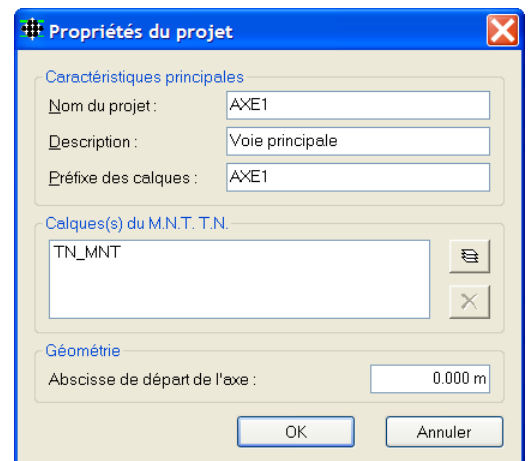 Propriétés du projet
Caractéristiques principales
Nom du projet : AXE1
Description : Voie principale
Préfixe des calques : AXE1
Calques(s) du M.N.T. T.N.
TN_MNT
Géométrie
Abscisse de départ de l'axe : 0.000 m
OK Annuler